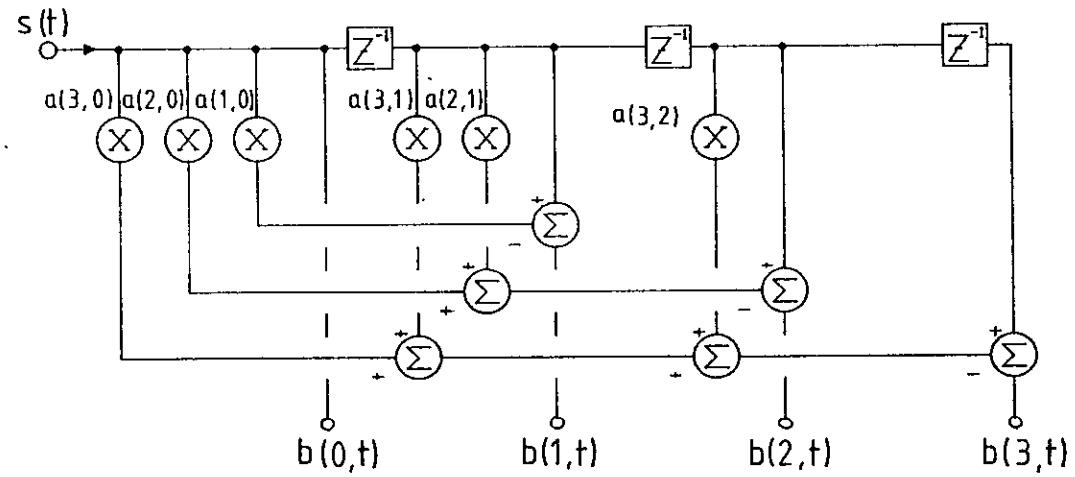 s(t)
Z⁻¹ Z⁻¹ Z⁻¹
a(3,0) a(2,0) a(1,0) a(3,1) a(2,1) a(3,2)
X X X X X X
+
Σ
-
+ +
Σ Σ
+ -
+ + +
Σ Σ Σ
+ + -
b(0,t) b(1,t) b(2,t) b(3,t)